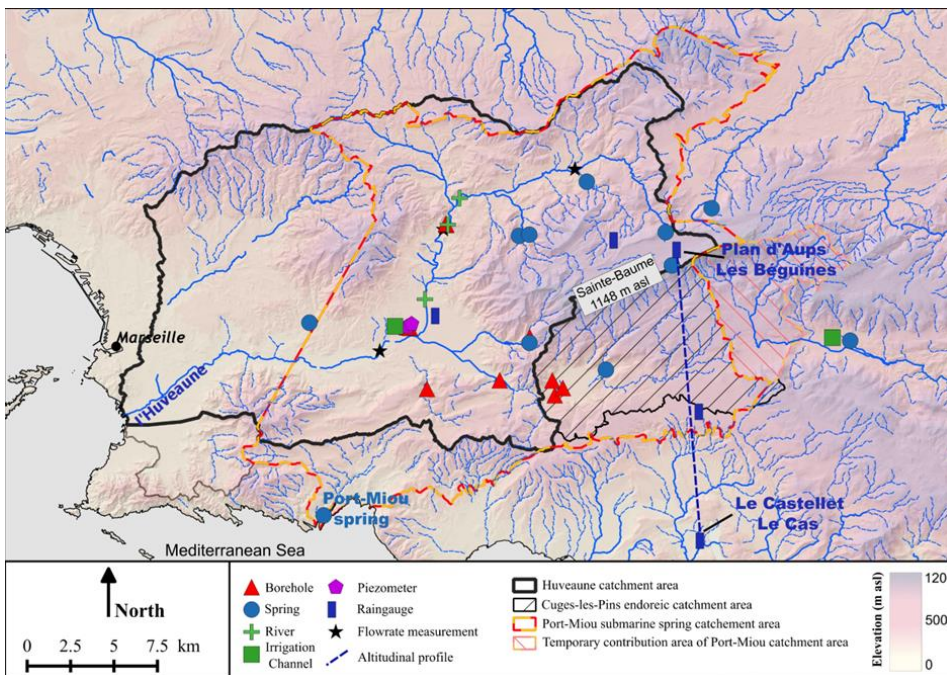 Plan d'Aups
Les Béguines
Sainte-Baume
1148 m asl
Marseille
l'Huveaune
Port-Miou
spring
Le Castellet
Le Cas
Mediterranean Sea
North
0 2.5 5 7.5 km
Borehole
Spring
River
Irrigation
Channel
Piezometer
Raingauge
Flowrate measurement
Altitudinal profile
Huveaune catchment area
Cuges-les-Pins endoreic catchment area
Port-Miou submarine spring catchement area
Temporary contribution area of Port-Miou catchment area
Elevation (m asl)
120
500
0